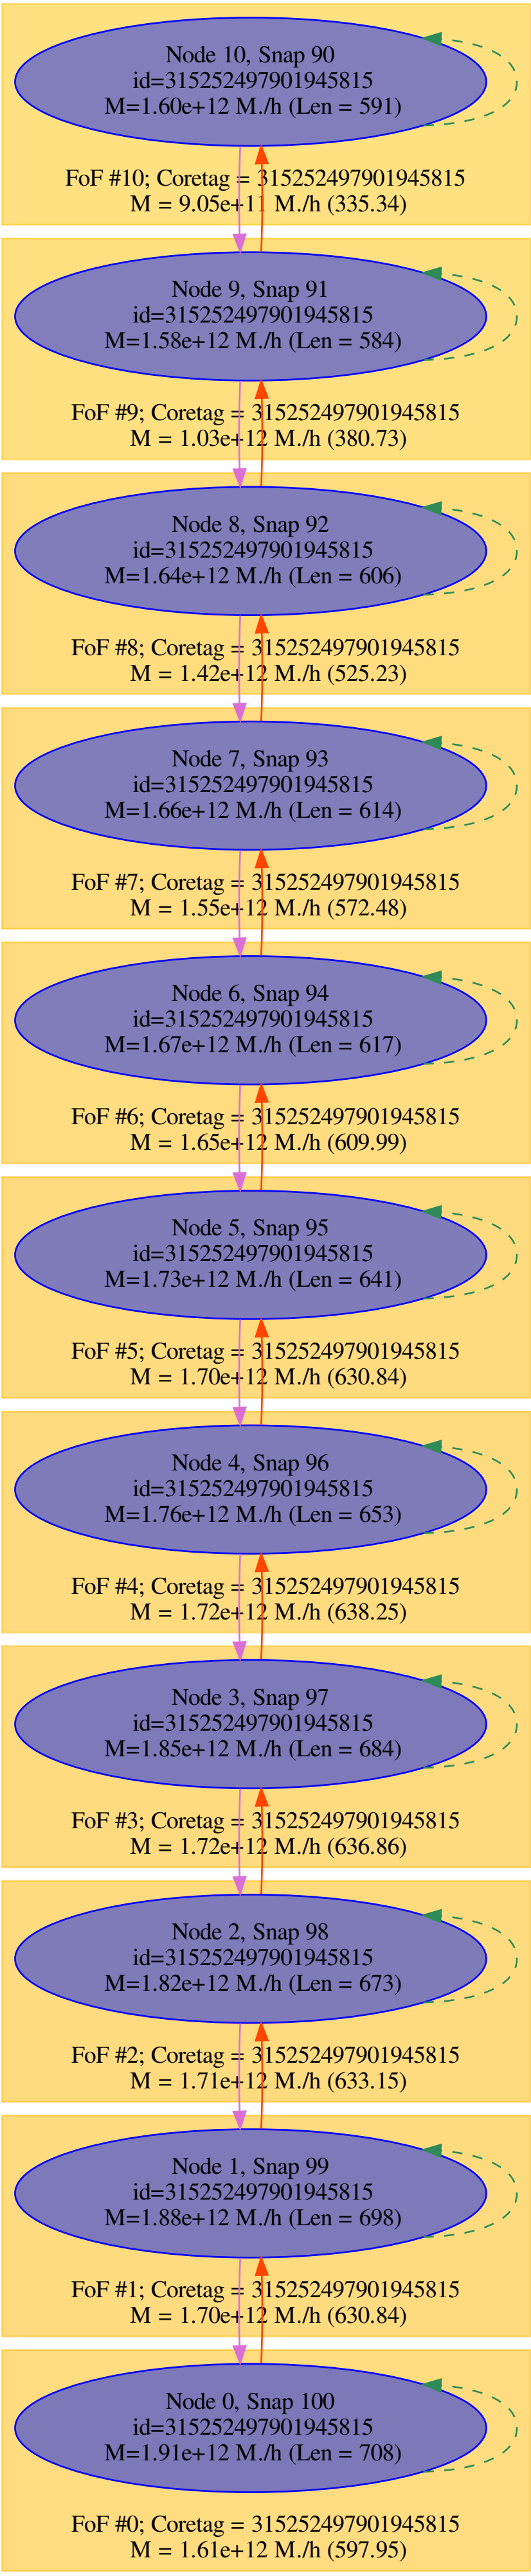 Node 10, Snap 90
id=315252497901945815
M=1.60e+12 M./h (Len = 591)
FoF #10; Coretag = 315252497901945815
M = 9.05e+11 M./h (335.34)
Node 9, Snap 91
id=315252497901945815
M=1.58e+12 M./h (Len = 584)
FoF #9; Coretag = 315252497901945815
M = 1.03e+12 M./h (380.73)
Node 8, Snap 92
id=315252497901945815
M=1.64e+12 M./h (Len = 606)
FoF #8; Coretag = 315252497901945815
M = 1.42e+12 M./h (525.23)
Node 7, Snap 93
id=315252497901945815
M=1.66e+12 M./h (Len = 614)
FoF #7; Coretag = 315252497901945815
M = 1.55e+12 M./h (572.48)
Node 6, Snap 94
id=315252497901945815
M=1.67e+12 M./h (Len = 617)
FoF #6; Coretag = 315252497901945815
M = 1.65e+12 M./h (609.99)
Node 5, Snap 95
id=315252497901945815
M=1.73e+12 M./h (Len = 641)
FoF #5; Coretag = 315252497901945815
M = 1.70e+12 M./h (630.84)
Node 4, Snap 96
id=315252497901945815
M=1.76e+12 M./h (Len = 653)
FoF #4; Coretag = 315252497901945815
M = 1.72e+12 M./h (638.25)
Node 3, Snap 97
id=315252497901945815
M=1.85e+12 M./h (Len = 684)
FoF #3; Coretag = 315252497901945815
M = 1.72e+12 M./h (636.86)
Node 2, Snap 98
id=315252497901945815
M=1.82e+12 M./h (Len = 673)
FoF #2; Coretag = 315252497901945815
M = 1.71e+12 M./h (633.15)
Node 1, Snap 99
id=315252497901945815
M=1.88e+12 M./h (Len = 698)
FoF #1; Coretag = 315252497901945815
M = 1.70e+12 M./h (630.84)
Node 0, Snap 100
id=315252497901945815
M=1.91e+12 M./h (Len = 708)
FoF #0; Coretag = 315252497901945815
M = 1.61e+12 M./h (597.95)